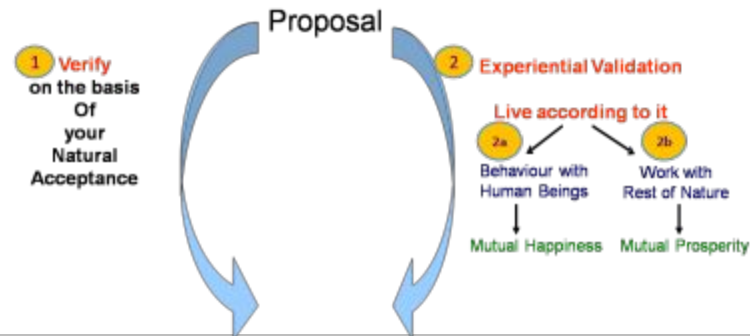 Proposal
1 Verify
on the basis
Of
your
Natural
Acceptance
2 Experiential Validation
Live according to it
2a
Behaviour with
Human Beings
Mutual Happiness
2b
Work with
Rest of Nature
Mutual Prosperity